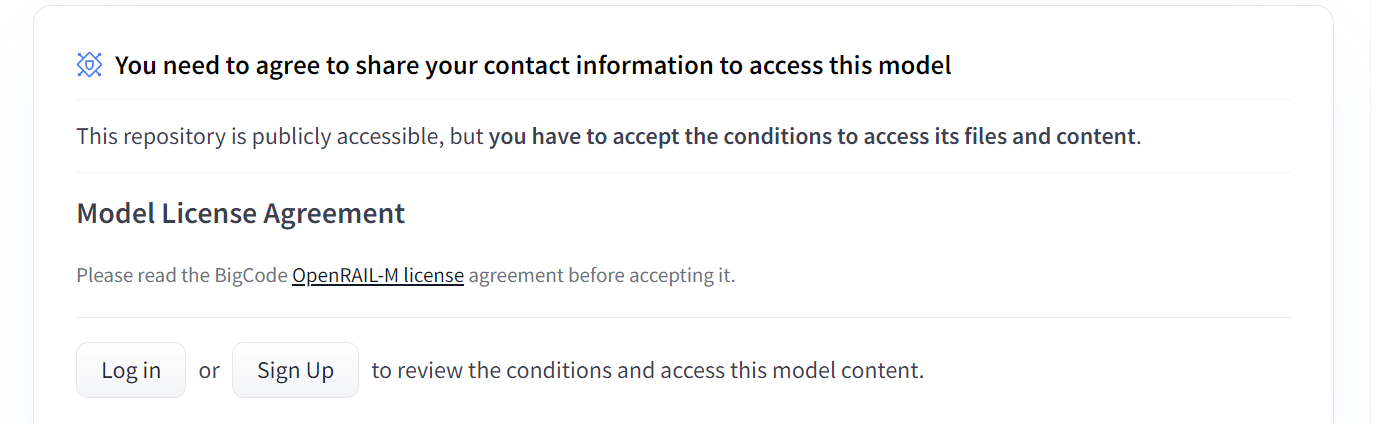 You need to agree to share your contact information to access this model
This repository is publicly accessible, but you have to accept the conditions to access its files and content.
Model License Agreement
Please read the BigCode OpenRAIL-M license agreement before accepting it.
Log in or Sign Up to review the conditions and access this model content.